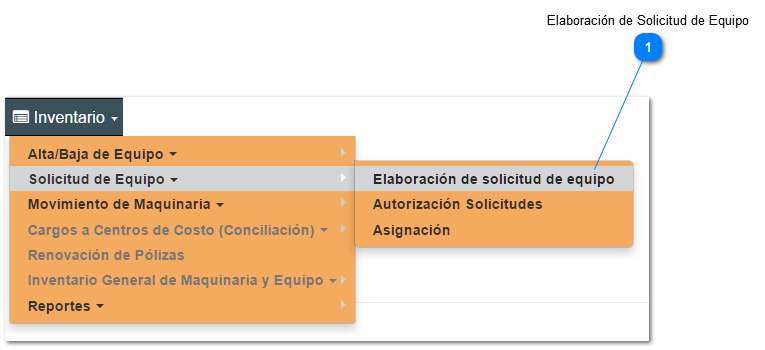 Elaboración de Solicitud de Equipo
1
Inventario
Alta/Baja de Equipo
Solicitud de Equipo
Elaboración de solicitud de equipo
Movimiento de Maquinaria
Autorización Solicitudes
Cargos a Centros de Costo (Conciliación)
Asignación
Renovación de Pólizas
Inventario General de Maquinaria y Equipo
Reportes